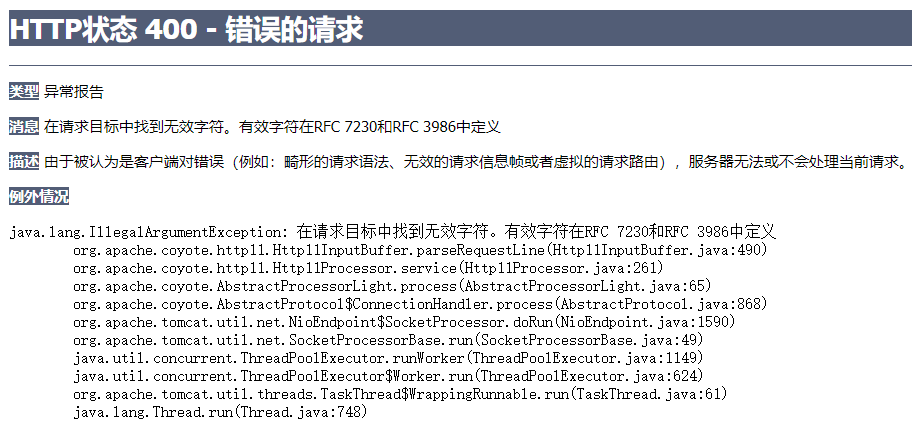 HTTP状态 400 - 错误的请求
类型 异常报告
消息 在请求目标中找到无效字符。有效字符在RFC 7230和RFC 3986中定义
描述 由于被认为是客户端对错误（例如：畸形的请求语法、无效的请求信息帧或者虚拟的请求路由），服务器无法或不会处理当前请求。
例外情况
java.lang.IllegalArgumentException: 在请求目标中找到无效字符。有效字符在RFC 7230和RFC 3986中定义
org.apache.coyote.http11.Http11InputBuffer.parseRequestLine(Http11InputBuffer.java:490)
org.apache.coyote.http11.Http11Processor.service(Http11Processor.java:261)
org.apache.coyote.AbstractProcessorLight.process(AbstractProcessorLight.java:65)
org.apache.coyote.AbstractProtocol$ConnectionHandler.process(AbstractProtocol.java:868)
org.apache.tomcat.util.net.NioEndpoint$SocketProcessor.doRun(NioEndpoint.java:1590)
org.apache.tomcat.util.net.SocketProcessorBase.run(SocketProcessorBase.java:49)
java.util.concurrent.ThreadPoolExecutor.runWorker(ThreadPoolExecutor.java:1149)
java.util.concurrent.ThreadPoolExecutor$Worker.run(ThreadPoolExecutor.java:624)
org.apache.tomcat.util.threads.TaskThread$WrappingRunnable.run(TaskThread.java:61)
java.lang.Thread.run(Thread.java:748)